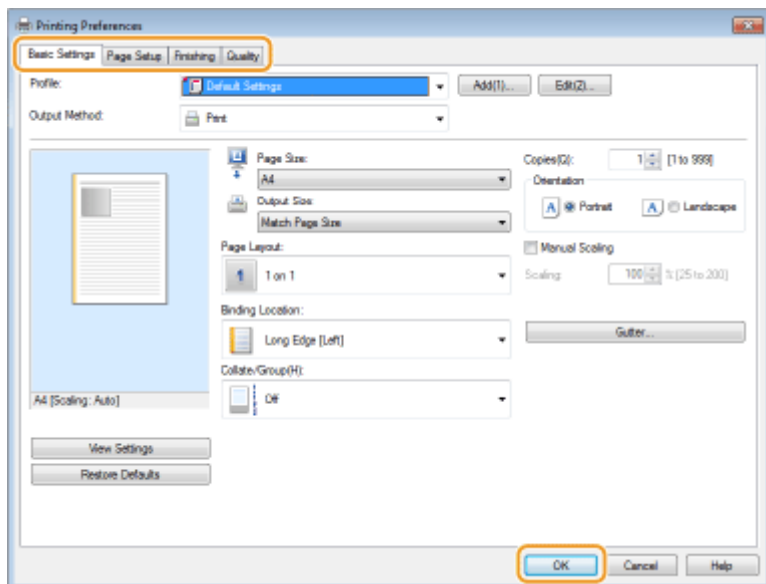 Printing Preferences
Basic Settings Page Setup Finishing Quality
Profile: Default Settings Add(1)... Edit(2)...
Output Method: Print
Page Size:
A4
Output Size:
Match Page Size
Page Layout:
1 1 on 1
Binding Location:
Long Edge [Left]
Collate/Group(H):
Off
Copies(Q): 1 [1 to 999]
Orientation
A Portrait A Landscape
Manual Scaling
Scaling: 100 % [25 to 200]
Gutter...
A4 [Scaling: Auto]
View Settings
Restore Defaults
OK Cancel Help